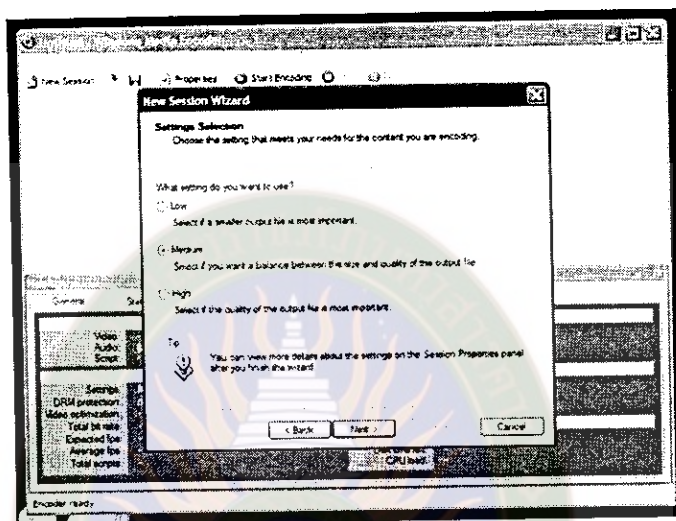 New Session Properties Start Encoding
New Session Wizard
Settings Selection
Choose the setting that meets your needs for the content you are encoding.
What setting do you want to use?
Low
Select if a smaller output file is most important.
Medium
Select if you want a balance between the size and quality of the output file
High
Select if the quality of the output file is most important.
Tip
You can view more details about the settings on the Session Properties panel
after you finish the wizard.
< Back Next > Cancel
General
Video
Audio
Script
Settings
DRM protection:
Video optimization:
Total bit rate:
Expected fps:
Average fps
Total scripts
CPU load
Encoder ready